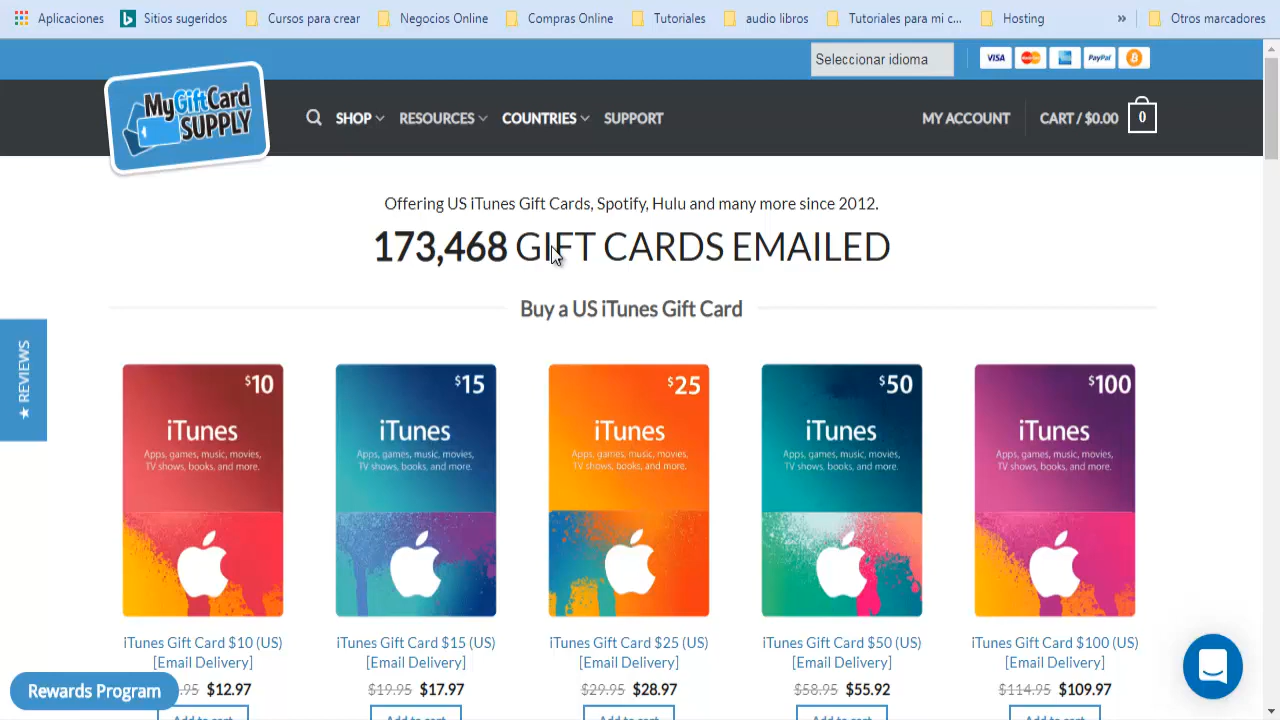 Aplicaciones Sitios sugeridos Cursos para crear Negocios Online Compras Online Tutoriales audio libros Tutoriales para mi c... Hosting » Otros marcadores
Seleccionar idioma VISA PayPal
MyGiftCard
SUPPLY
SHOP RESOURCES COUNTRIES SUPPORT MY ACCOUNT CART / $0.00 0
Offering US iTunes Gift Cards, Spotify, Hulu and many more since 2012.
173,468 GIFT CARDS EMAILED
Buy a US iTunes Gift Card
★ REVIEWS
$10 $15 $25 $50 $100
iTunes iTunes iTunes iTunes iTunes
Apps, games, music, movies, Apps, games, music, movies, Apps, games, music, movies, Apps, games, music, movies, Apps, games, music, movies,
TV shows, books, and more. TV shows, books, and more. TV shows, books, and more. TV shows, books, and more. TV shows, books, and more.
iTunes Gift Card $10 (US) iTunes Gift Card $15 (US) iTunes Gift Card $25 (US) iTunes Gift Card $50 (US) iTunes Gift Card $100 (US)
[Email Delivery] [Email Delivery] [Email Delivery] [Email Delivery] [Email Delivery]
Rewards Program .95 $12.97 $19.95 $17.97 $29.95 $28.97 $58.95 $55.92 $114.95 $109.97
Add to cart Add to cart Add to cart Add to cart Add to cart